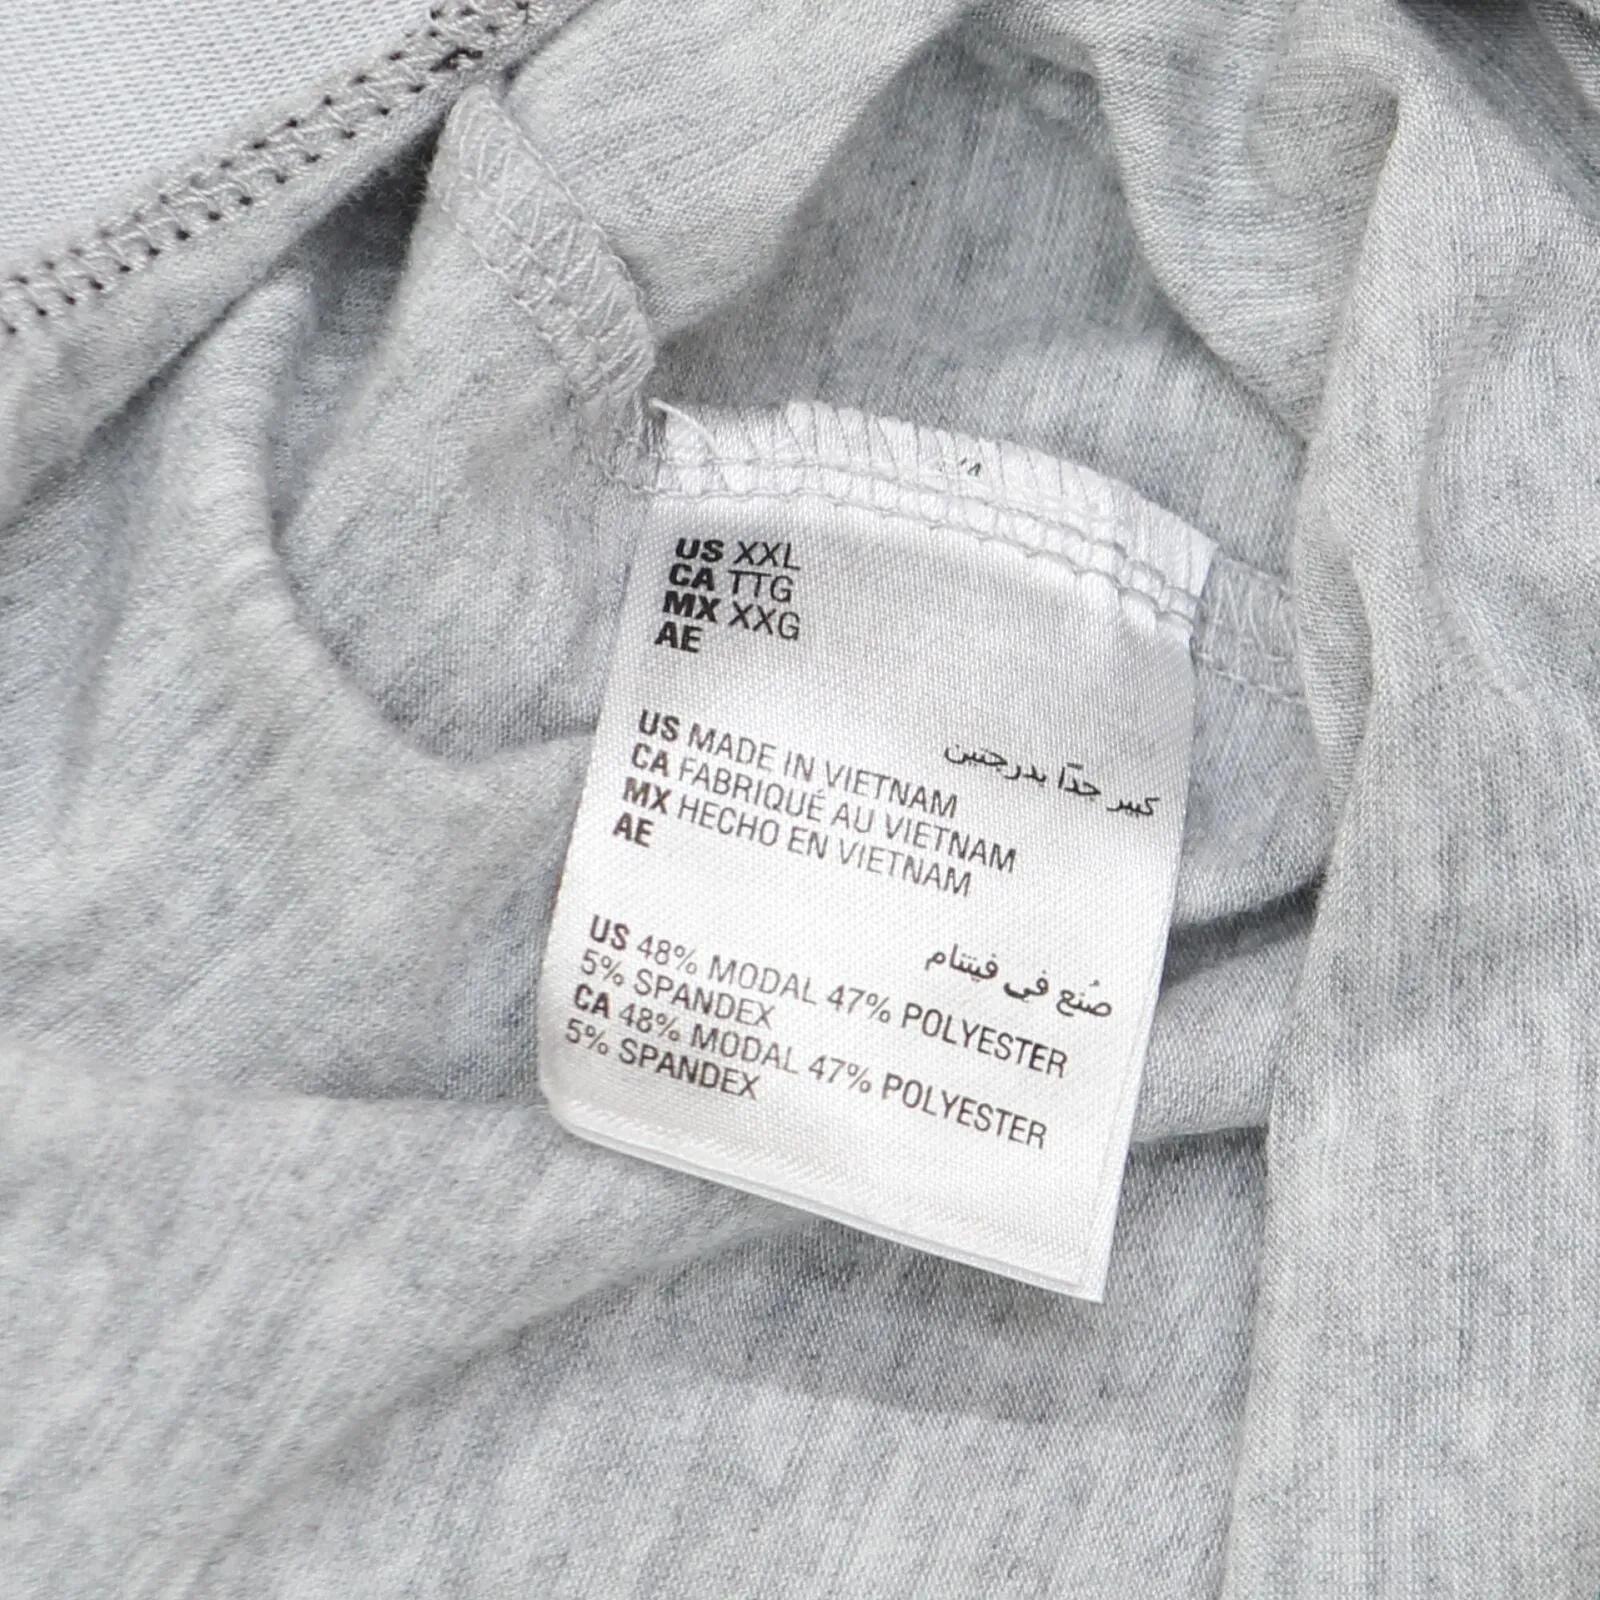 US XXL
CA TTG
MX XXG
AE
كبير جدًا بدرجتين
US MADE IN VIETNAM
CA FABRIQUÉ AU VIETNAM
MX HECHO EN VIETNAM
AE
صُنع في فيتنام
US 48% MODAL 47% POLYESTER
5% SPANDEX
CA 48% MODAL 47% POLYESTER
5% SPANDEX